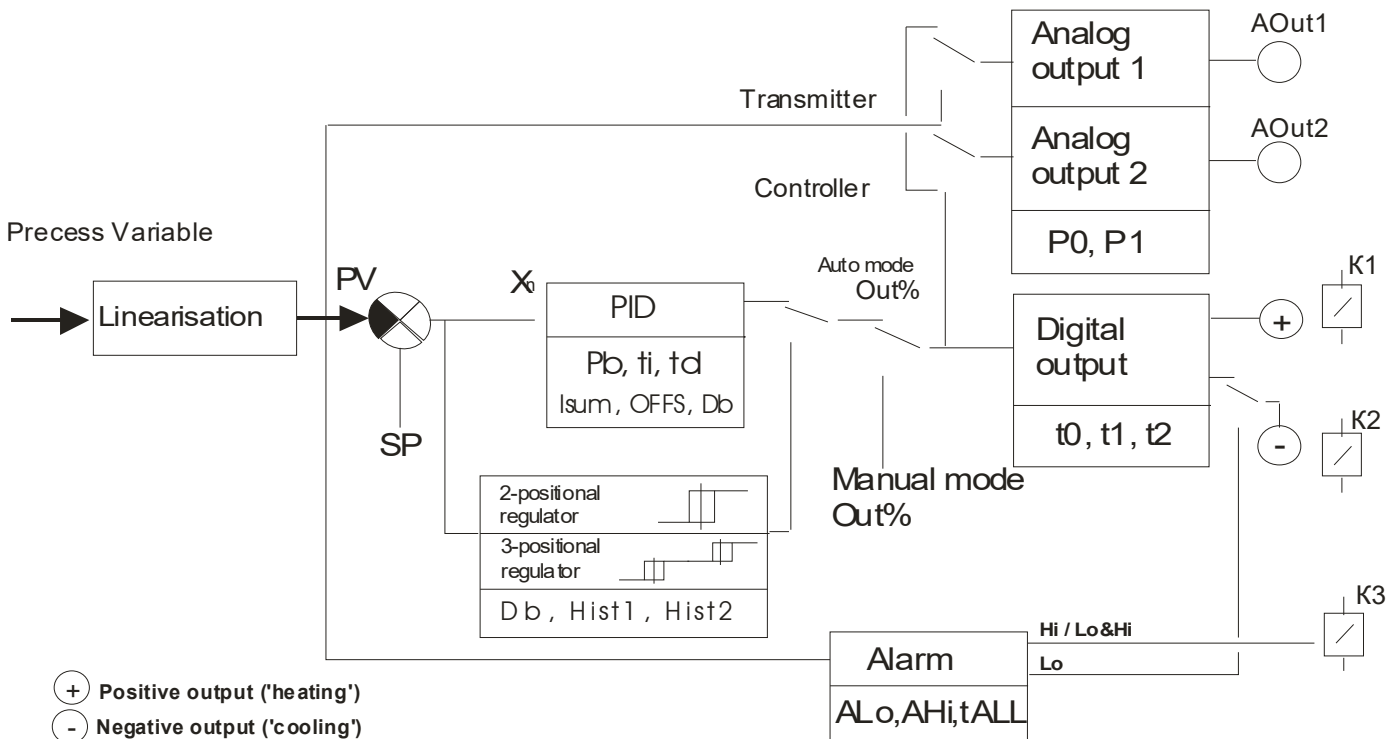 AOut1
Analog
output 1
Transmitter
Analog
output 2
AOut2
Controller
P0, P1
Precess Variable
PV
Linearisation
SP
Xn
PID
Pb, ti, td
Isum, OFFS, Db
Auto mode
Out%
Digital
output
t0, t1, t2
+
-
K1
K2
Manual mode
Out%
2-positional
regulator
3-positional
regulator
Db, Hist1, Hist2
Alarm
ALo,AHi,tALL
Hi / Lo&Hi
Lo
K3
+ Positive output ('heating')
- Negative output ('cooling')